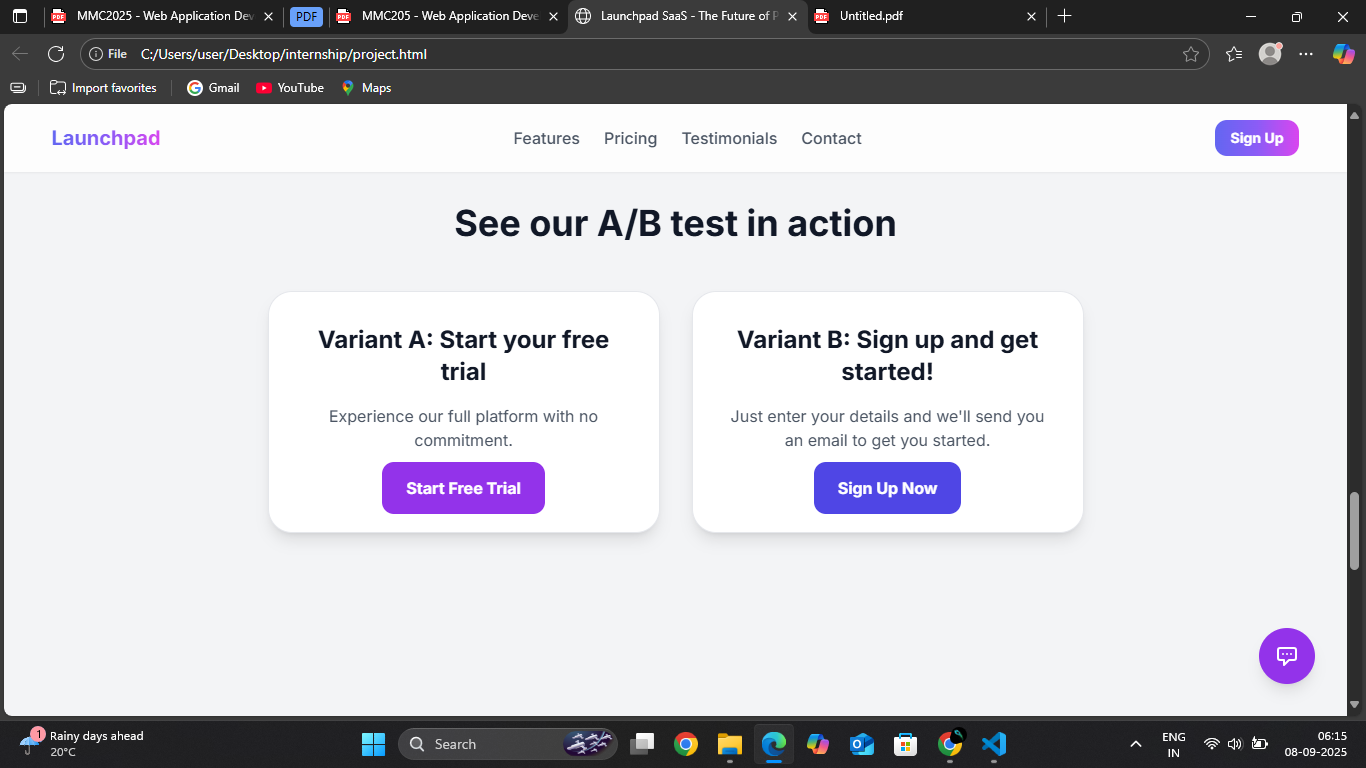 MMC2025 - Web Application Dev
PDF
MMC205 - Web Application Deve
Launchpad SaaS - The Future of P
Untitled.pdf
File
C:/Users/user/Desktop/internship/project.html
Import favorites
Gmail
YouTube
Maps
Launchpad
Features
Pricing
Testimonials
Contact
Sign Up
See our A/B test in action
Variant A: Start your free
trial
Experience our full platform with no
commitment.
Start Free Trial
Variant B: Sign up and get
started!
Just enter your details and we'll send you
an email to get you started.
Sign Up Now
1
Rainy days ahead
20°C
Search
ENG
IN
06:15
08-09-2025